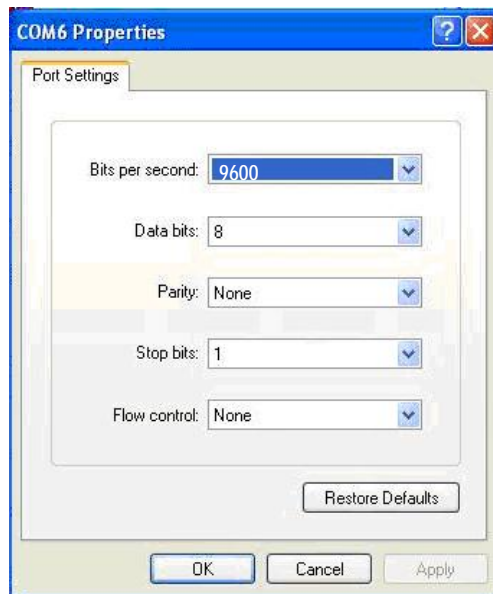 COM6 Properties
Port Settings
Bits per second: 9600
Data bits: 8
Parity: None
Stop bits: 1
Flow control: None
Restore Defaults
OK Cancel Apply